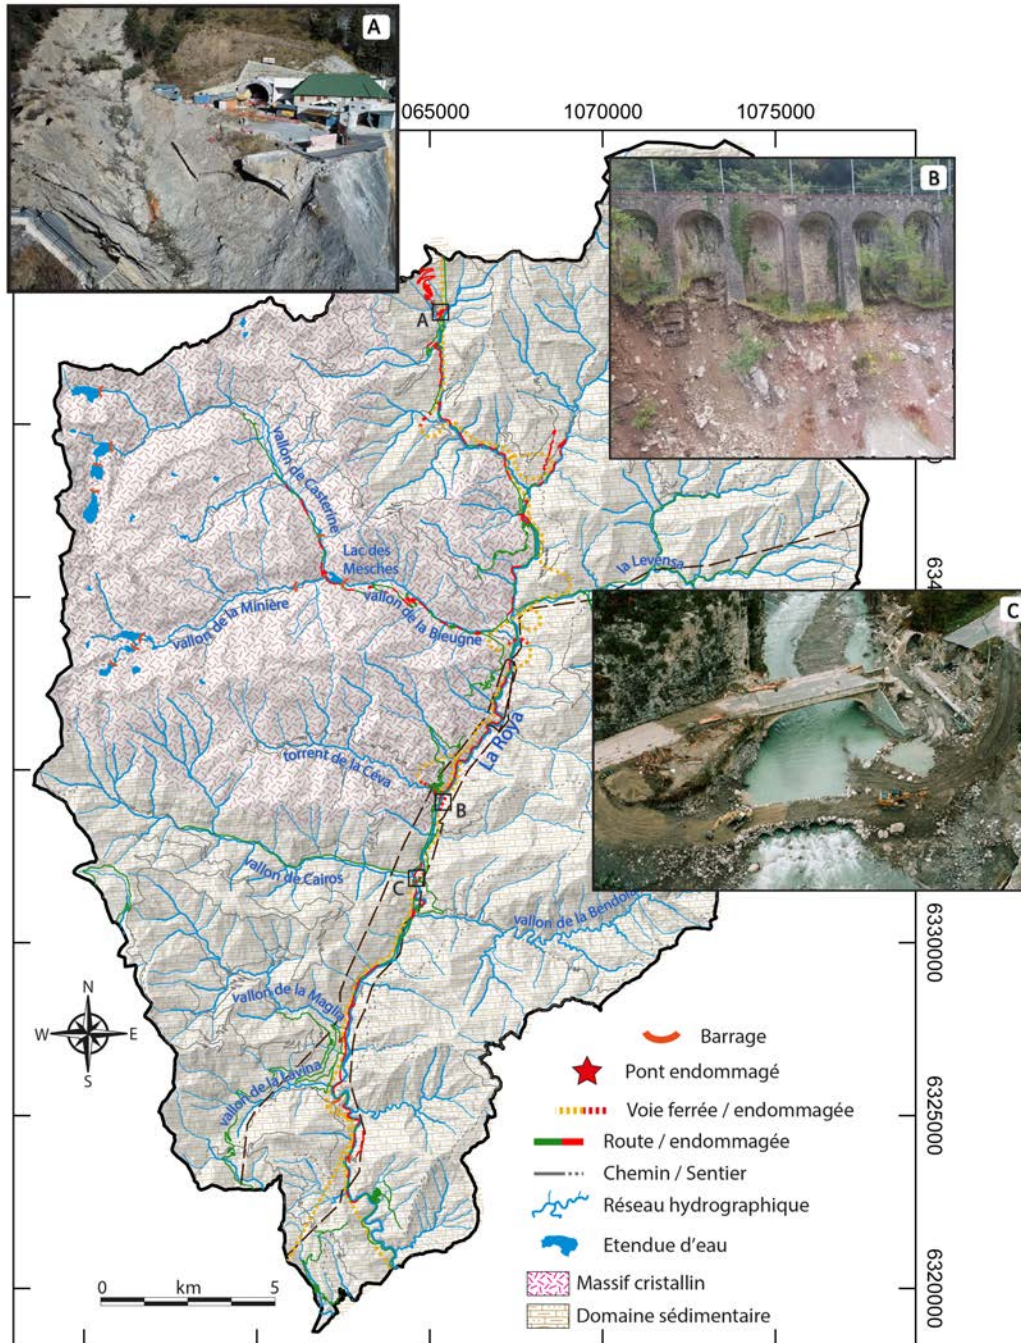 A
B
C
065000
1070000
1075000
A
vallon de Casterine
Lac des
Mesches
vallon de la Minière
vallon de la Bieugne
la Levensa
La Roya
torrent de la Céva
B
vallon de Cairos
C
vallon de la Bendola
vallon de la Maglia
vallon de la Lavina
6330000
6325000
6320000
N
W
E
S
0
km
5
Barrage
Pont endommagé
Voie ferrée / endommagée
Route / endommagée
Chemin / Sentier
Réseau hydrographique
Etendue d'eau
Massif cristallin
Domaine sédimentaire